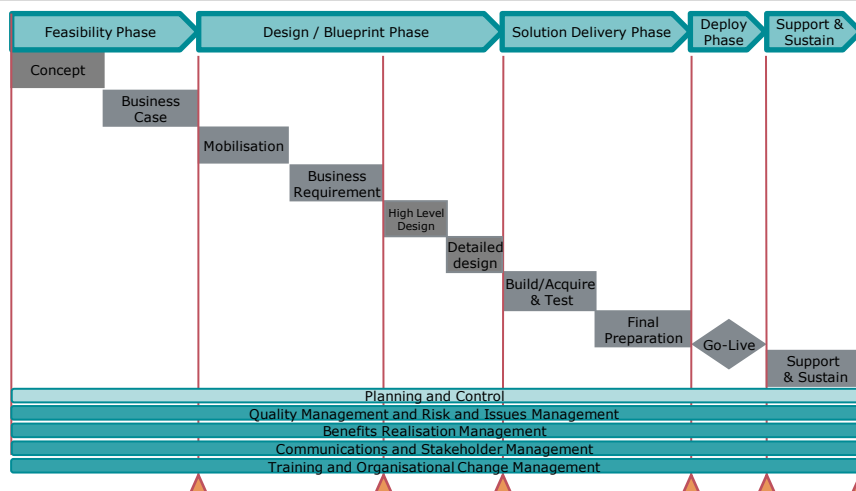 Feasibility Phase
Design / Blueprint Phase
Solution Delivery Phase
Deploy
Phase
Support &
Sustain
Concept
Business
Case
Mobilisation
Business
Requirement
High Level
Design
Detailed
design
Build/Acquire
& Test
Final
Preparation
Go-Live
Support
& Sustain
Planning and Control
Quality Management and Risk and Issues Management
Benefits Realisation Management
Communications and Stakeholder Management
Training and Organisational Change Management